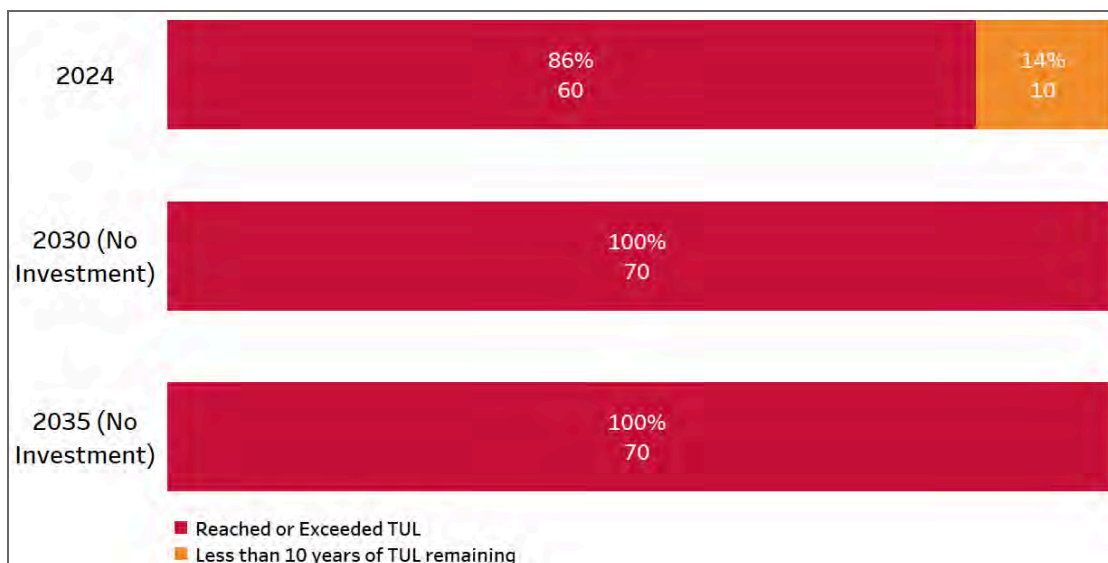 2024
86%
60
14%
10
2030 (No
Investment)
100%
70
2035 (No
Investment)
100%
70
Reached or Exceeded TUL
Less than 10 years of TUL remaining